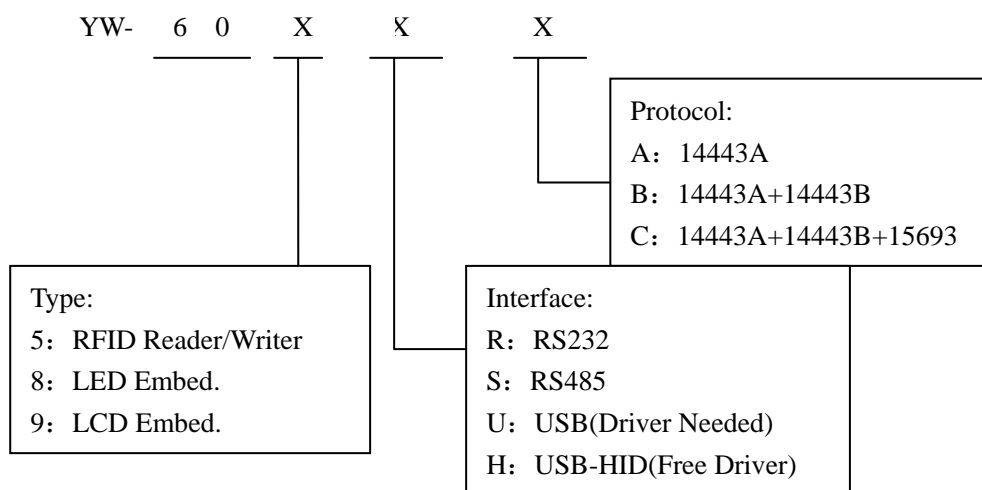 YW- 6 0 X X X
Protocol:
A：14443A
B：14443A+14443B
C：14443A+14443B+15693
Type:
5：RFID Reader/Writer
8：LED Embed.
9：LCD Embed.
Interface:
R：RS232
S：RS485
U：USB(Driver Needed)
H：USB-HID(Free Driver)